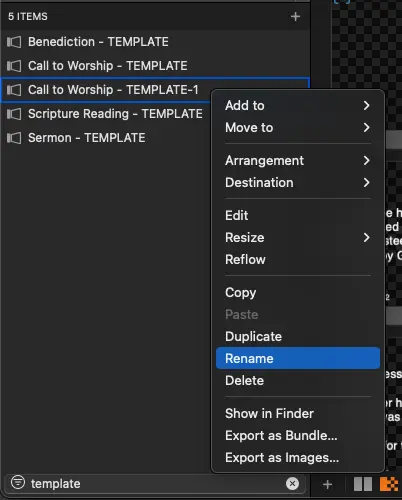 5 ITEMS
Benediction - TEMPLATE
Call to Worship - TEMPLATE
Call to Worship - TEMPLATE-1
Scripture Reading - TEMPLATE
Sermon - TEMPLATE
Add to
Move to
Arrangement
Destination
Edit
Resize
Reflow
Copy
Paste
Duplicate
Rename
Delete
Show in Finder
Export as Bundle...
Export as Images...
template